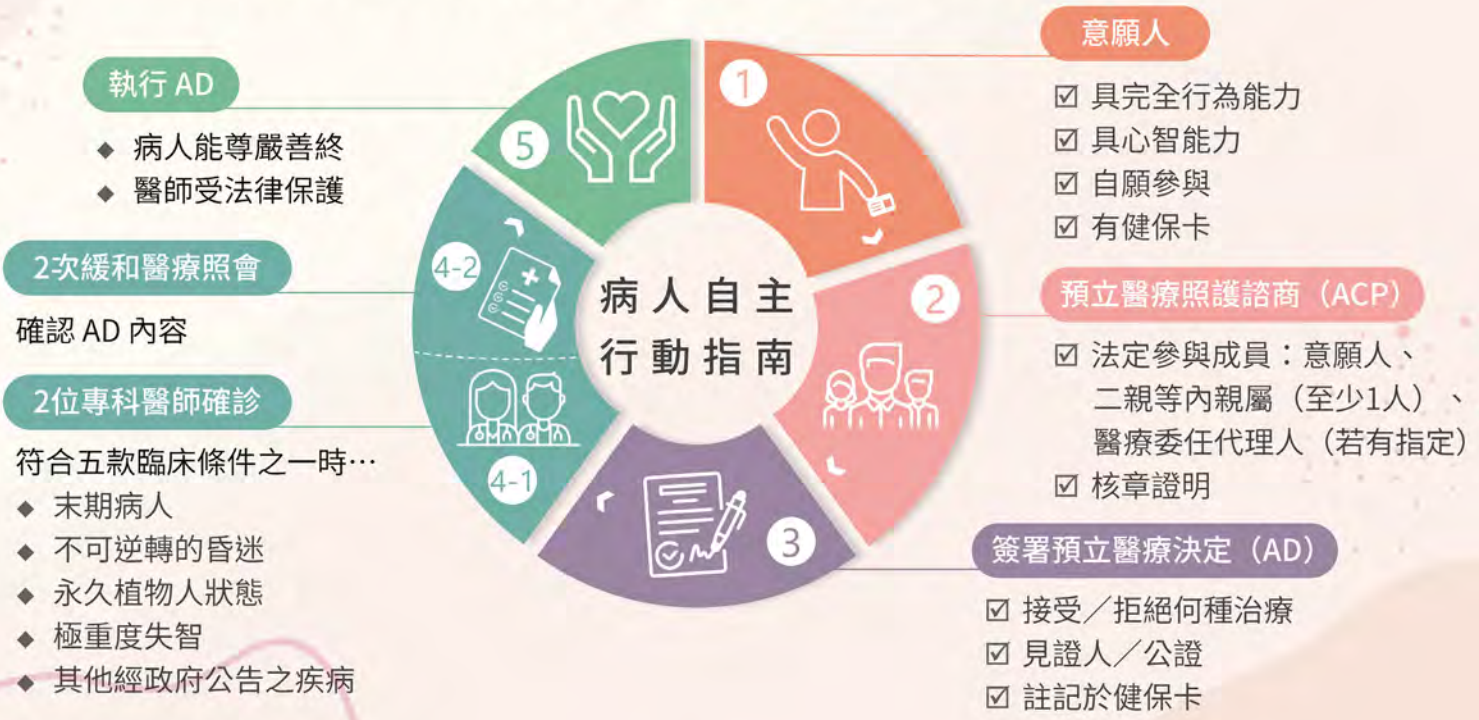 病人自主
行動指南
1
意願人
☑ 具完全行為能力
☑ 具心智能力
☑ 自願參與
☑ 有健保卡
2
預立醫療照護諮商（ACP）
☑ 法定參與成員：意願人、
二親等內親屬（至少1人）、
醫療委任代理人（若有指定）
☑ 核章證明
3
簽署預立醫療決定（AD）
☑ 接受／拒絕何種治療
☑ 見證人／公證
☑ 註記於健保卡
4-1
2位專科醫師確診
符合五款臨床條件之一時…
◆ 末期病人
◆ 不可逆轉的昏迷
◆ 永久植物人狀態
◆ 極重度失智
◆ 其他經政府公告之疾病
4-2
2次緩和醫療照會
確認 AD 內容
5
執行 AD
◆ 病人能尊嚴善終
◆ 醫師受法律保護